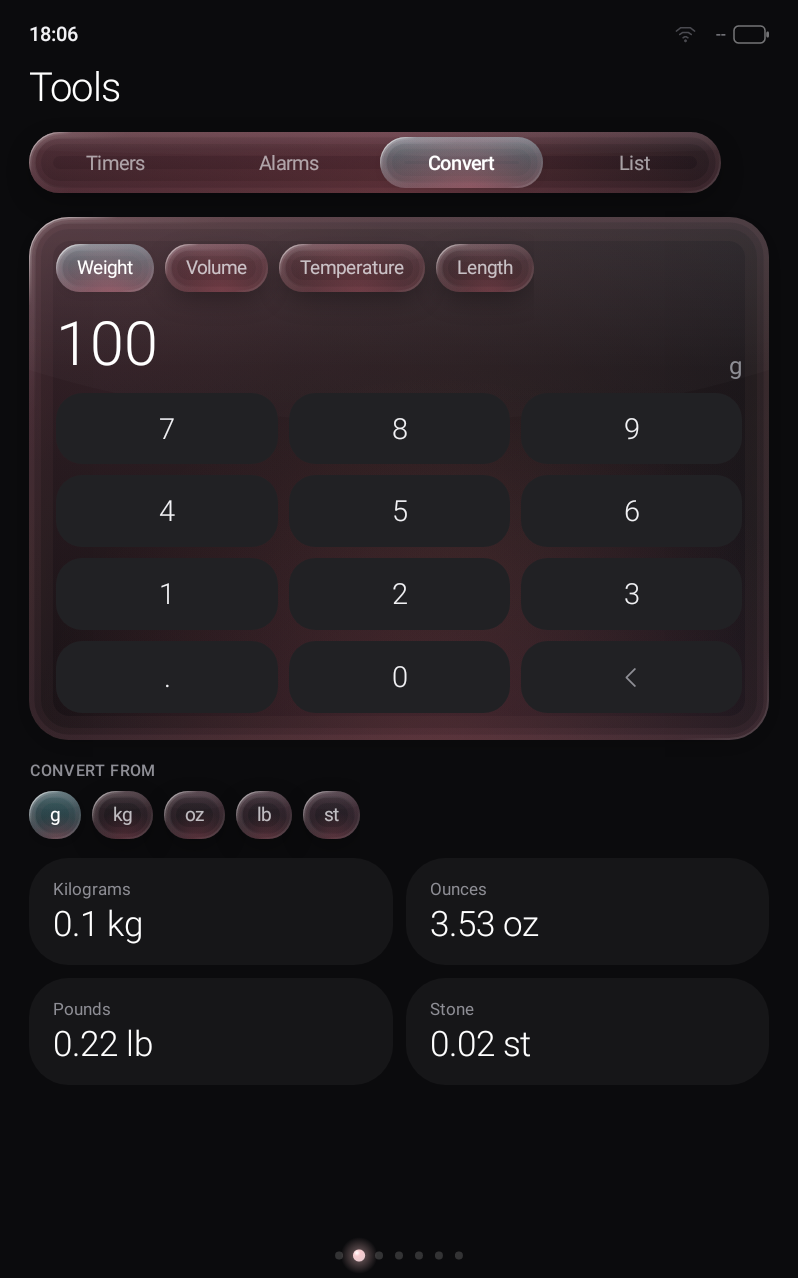 18:06
--
Tools
Timers Alarms Convert List
Weight Volume Temperature Length
100
g
7 8 9
4 5 6
1 2 3
. 0
CONVERT FROM
g kg oz lb st
Kilograms Ounces
0.1 kg 3.53 oz
Pounds Stone
0.22 lb 0.02 st